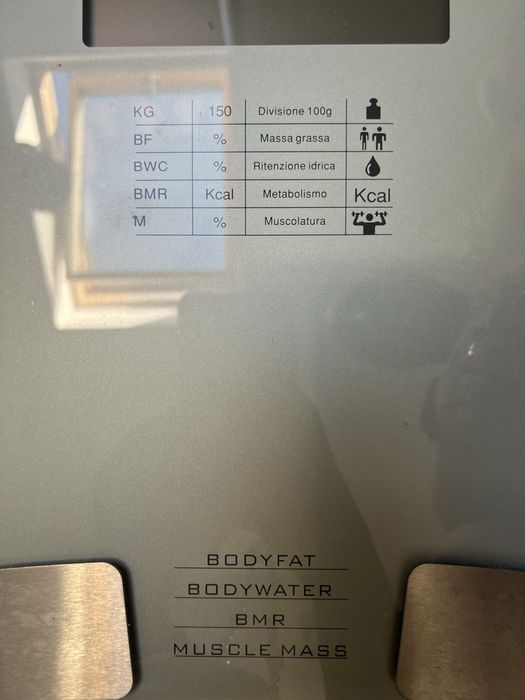 KG 150 Divisione 100g
BF % Massa grassa
BWC % Ritenzione idrica
BMR Kcal Metabolismo Kcal
M % Muscolatura
BODYFAT
BODYWATER
BMR
MUSCLE MASS